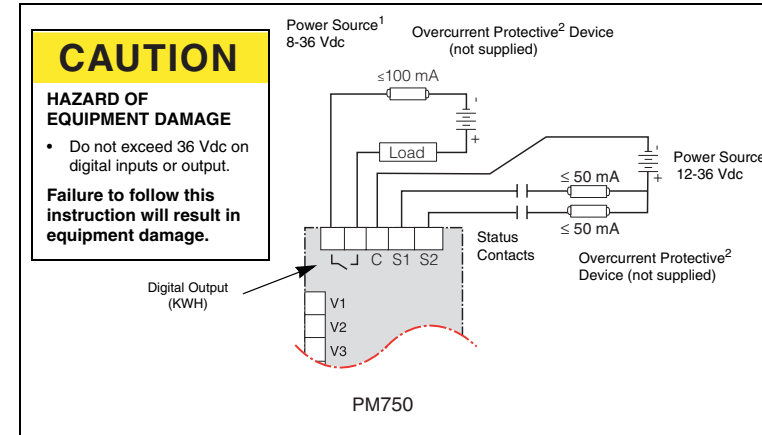 CAUTION
HAZARD OF
EQUIPMENT DAMAGE
• Do not exceed 36 Vdc on
digital inputs or output.
Failure to follow this
instruction will result in
equipment damage.
Power Source1
8-36 Vdc
Overcurrent Protective2 Device
(not supplied)
≤100 mA
-
+
Load
-
+
Power Source
12-36 Vdc
≤ 50 mA
≤ 50 mA
Status
Contacts
Overcurrent Protective2
Device (not supplied)
C S1 S2
Digital Output
(KWH)
V1
V2
V3
PM750